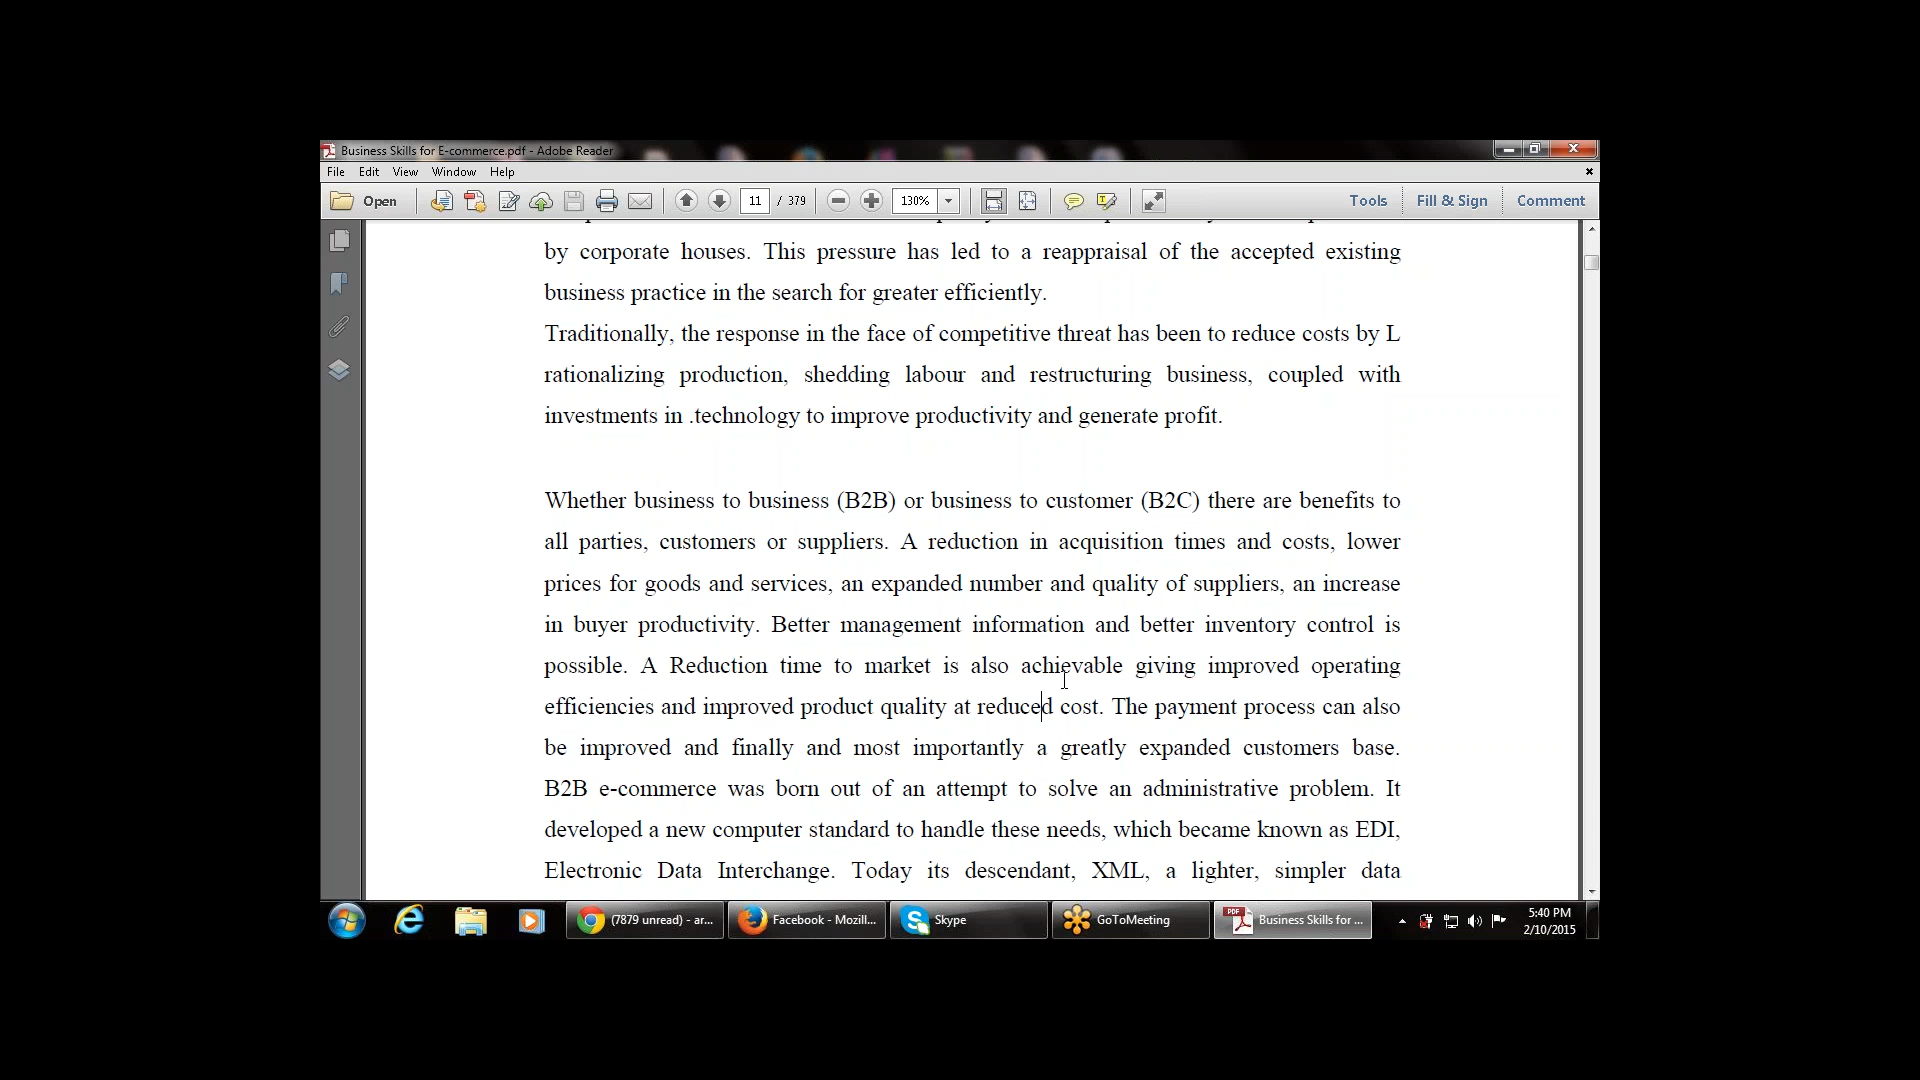 Business Skills for E-commerce.pdf - Adobe Reader
File Edit View Window Help
Open 11 / 379 130% Tools Fill & Sign Comment
by corporate houses. This pressure has led to a reappraisal of the accepted existing
business practice in the search for greater efficiently.
Traditionally, the response in the face of competitive threat has been to reduce costs by L
rationalizing production, shedding labour and restructuring business, coupled with
investments in .technology to improve productivity and generate profit.
Whether business to business (B2B) or business to customer (B2C) there are benefits to
all parties, customers or suppliers. A reduction in acquisition times and costs, lower
prices for goods and services, an expanded number and quality of suppliers, an increase
in buyer productivity. Better management information and better inventory control is
possible. A Reduction time to market is also achievable giving improved operating
efficiencies and improved product quality at reduced cost. The payment process can also
be improved and finally and most importantly a greatly expanded customers base.
B2B e-commerce was born out of an attempt to solve an administrative problem. It
developed a new computer standard to handle these needs, which became known as EDI,
Electronic Data Interchange. Today its descendant, XML, a lighter, simpler data
(7879 unread) - ar... Facebook - Mozill... Skype GoToMeeting PDF Business Skills for ... 5:40 PM
2/10/2015